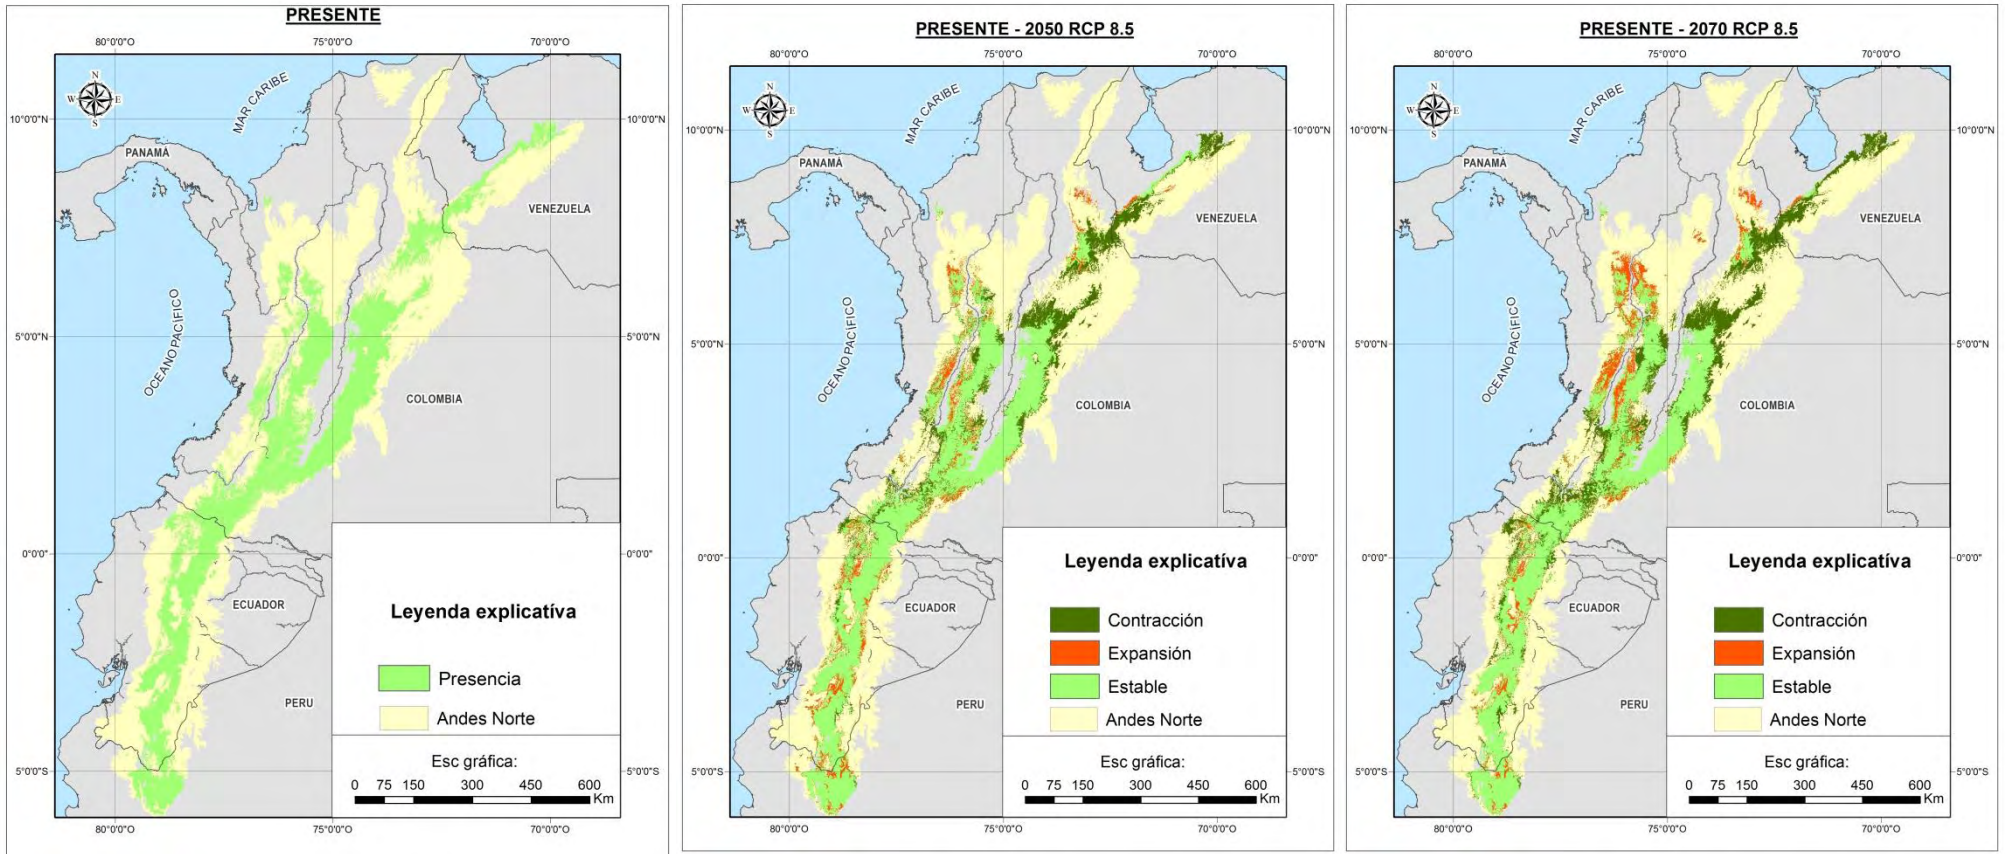 PRESENTE
80°0'0"O
75°0'0"O
70°0'0"O
N
W
E
S
MAR CARIBE
10°0'0"N
10°0'0"N
PANAMÁ
VENEZUELA
OCEANO PACÍFICO
5°0'0"N
5°0'0"N
COLOMBIA
0°0'0"
0°0'0"
Leyenda explicatíva
ECUADOR
Presencia
PERU
Andes Norte
Esc gráfica:
5°0'0"S
5°0'0"S
0 75 150 300 450 600
Km
80°0'0"O
75°0'0"O
70°0'0"O
PRESENTE - 2050 RCP 8.5
80°0'0"O
75°0'0"O
70°0'0"O
N
W
E
S
MAR CARIBE
10°0'0"N
10°0'0"N
PANAMÁ
VENEZUELA
OCEANO PACÍFICO
5°0'0"N
5°0'0"N
COLOMBIA
0°0'0"
0°0'0"
Leyenda explicatíva
ECUADOR
Contracción
Expansión
Estable
PERU
Andes Norte
Esc gráfica:
5°0'0"S
5°0'0"S
0 75 150 300 450 600
Km
80°0'0"O
75°0'0"O
70°0'0"O
PRESENTE - 2070 RCP 8.5
80°0'0"O
75°0'0"O
70°0'0"O
N
W
E
S
MAR CARIBE
10°0'0"N
10°0'0"N
PANAMÁ
VENEZUELA
OCEANO PACÍFICO
5°0'0"N
5°0'0"N
COLOMBIA
0°0'0"
0°0'0"
Leyenda explicatíva
ECUADOR
Contracción
Expansión
Estable
PERU
Andes Norte
Esc gráfica:
5°0'0"S
5°0'0"S
0 75 150 300 450 600
Km
80°0'0"O
75°0'0"O
70°0'0"O